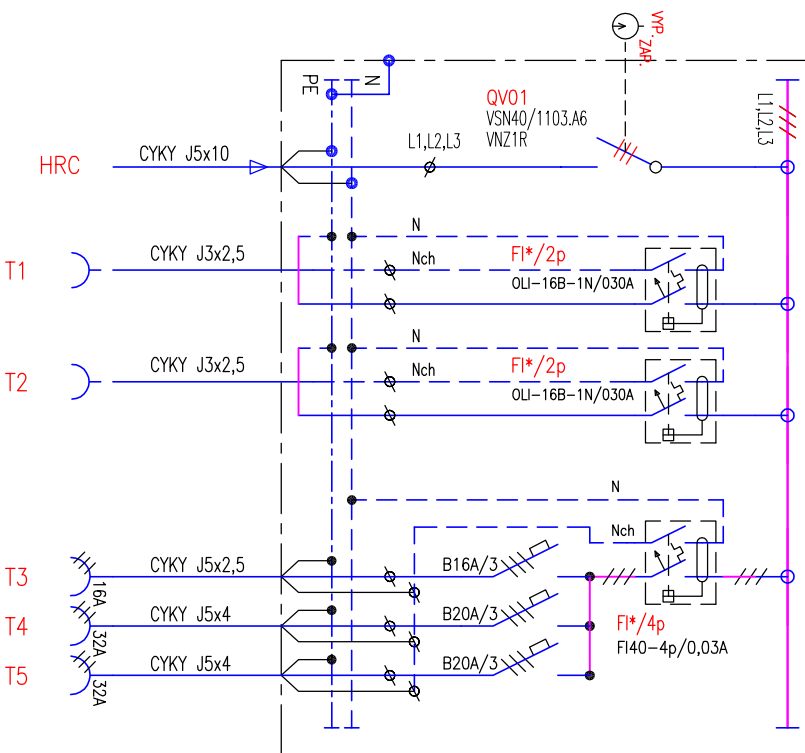 VYP.
ZAP.
PE
N
QV01
VSN40/1103.A6
VNZ1R
L1,L2,L3
L1,L2,L3
HRC
CYKY J5x10
N
T1
CYKY J3x2,5
Nch
FI*/2p
OLI-16B-1N/030A
N
T2
CYKY J3x2,5
Nch
FI*/2p
OLI-16B-1N/030A
N
Nch
T3
16A
CYKY J5x2,5
B16A/3
T4
32A
CYKY J5x4
B20A/3
FI*/4p
FI40-4p/0,03A
T5
32A
CYKY J5x4
B20A/3